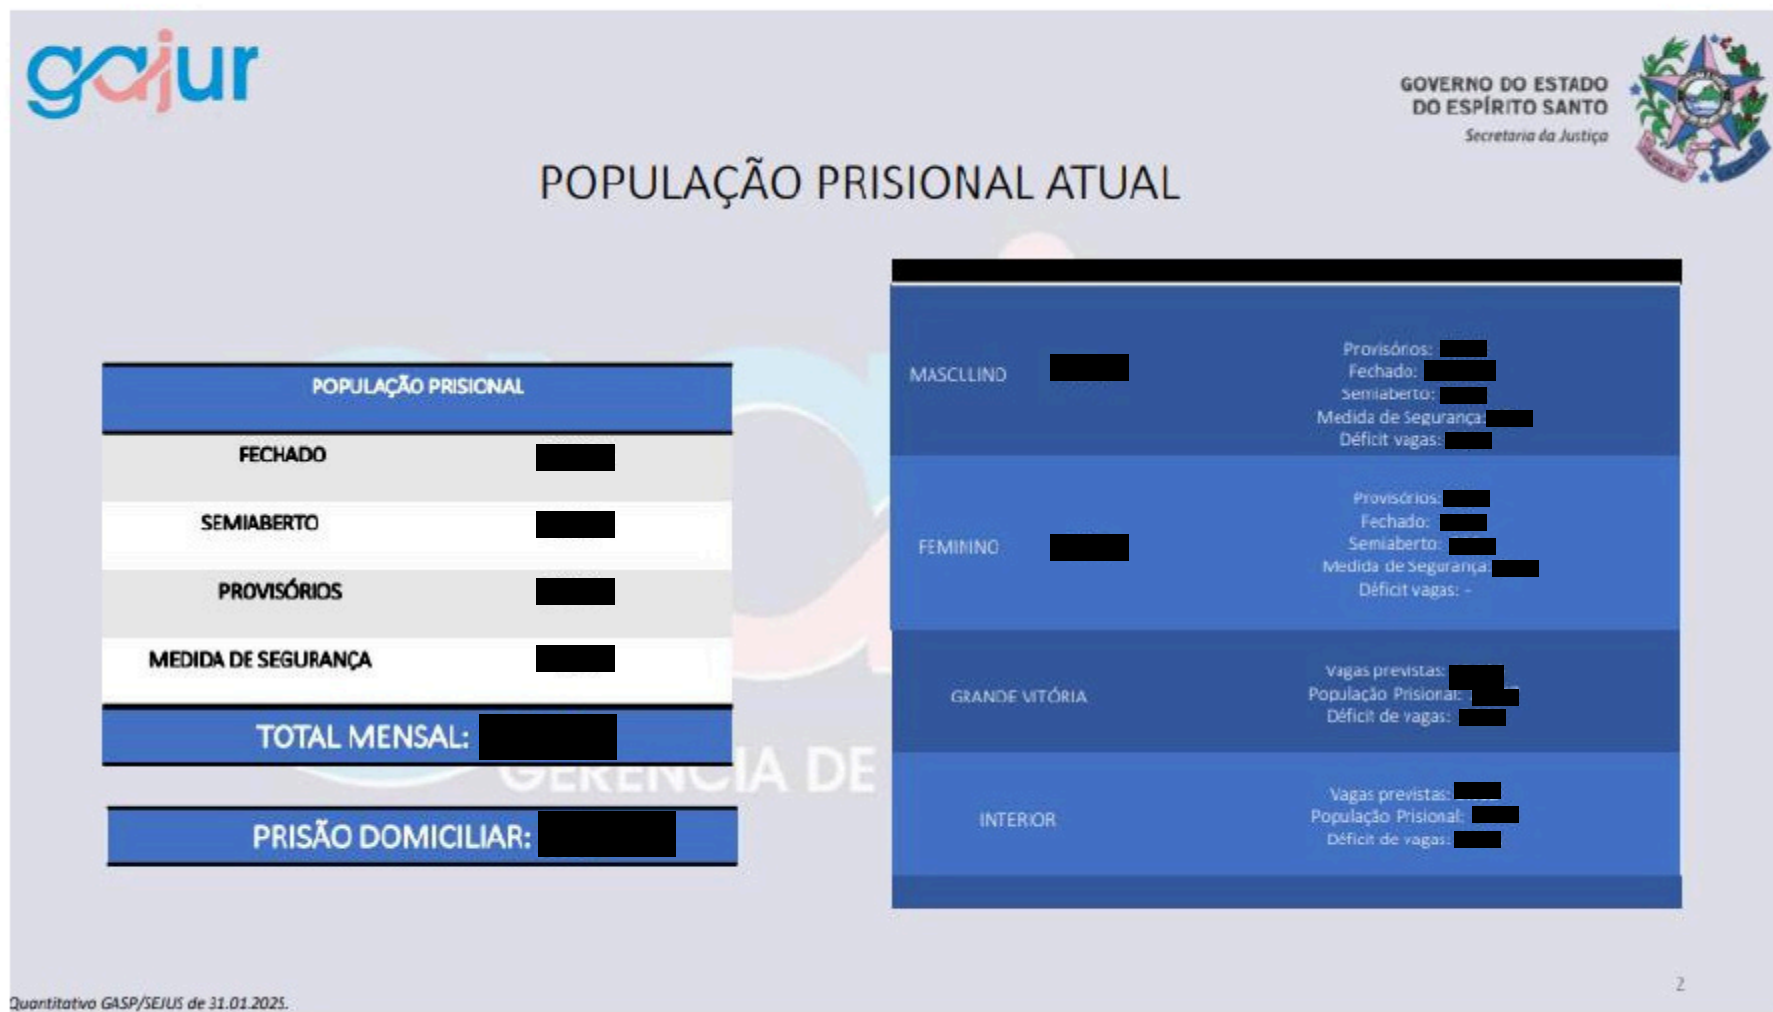 gajur
GOVERNO DO ESTADO
DO ESPÍRITO SANTO
Secretaria da Justiça
POPULAÇÃO PRISIONAL ATUAL
POPULAÇÃO PRISIONAL
FECHADO
SEMIABERTO
PROVISÓRIOS
MEDIDA DE SEGURANÇA
TOTAL MENSAL:
PRISÃO DOMICILIAR:
GERÊNCIA DE
MASCULINO
Provisórios:
Fechado:
Semiaberto:
Medida de Segurança:
Déficit vagas:
FEMININO
Provisórios:
Fechado:
Semiaberto:
Medida de Segurança:
Déficit vagas: -
GRANDE VITÓRIA
Vagas previstas:
População Prisional:
Déficit de vagas:
INTERIOR
Vagas previstas:
População Prisional:
Déficit de vagas:
Quantitativo GASP/SEJUS de 31.01.2025.
2